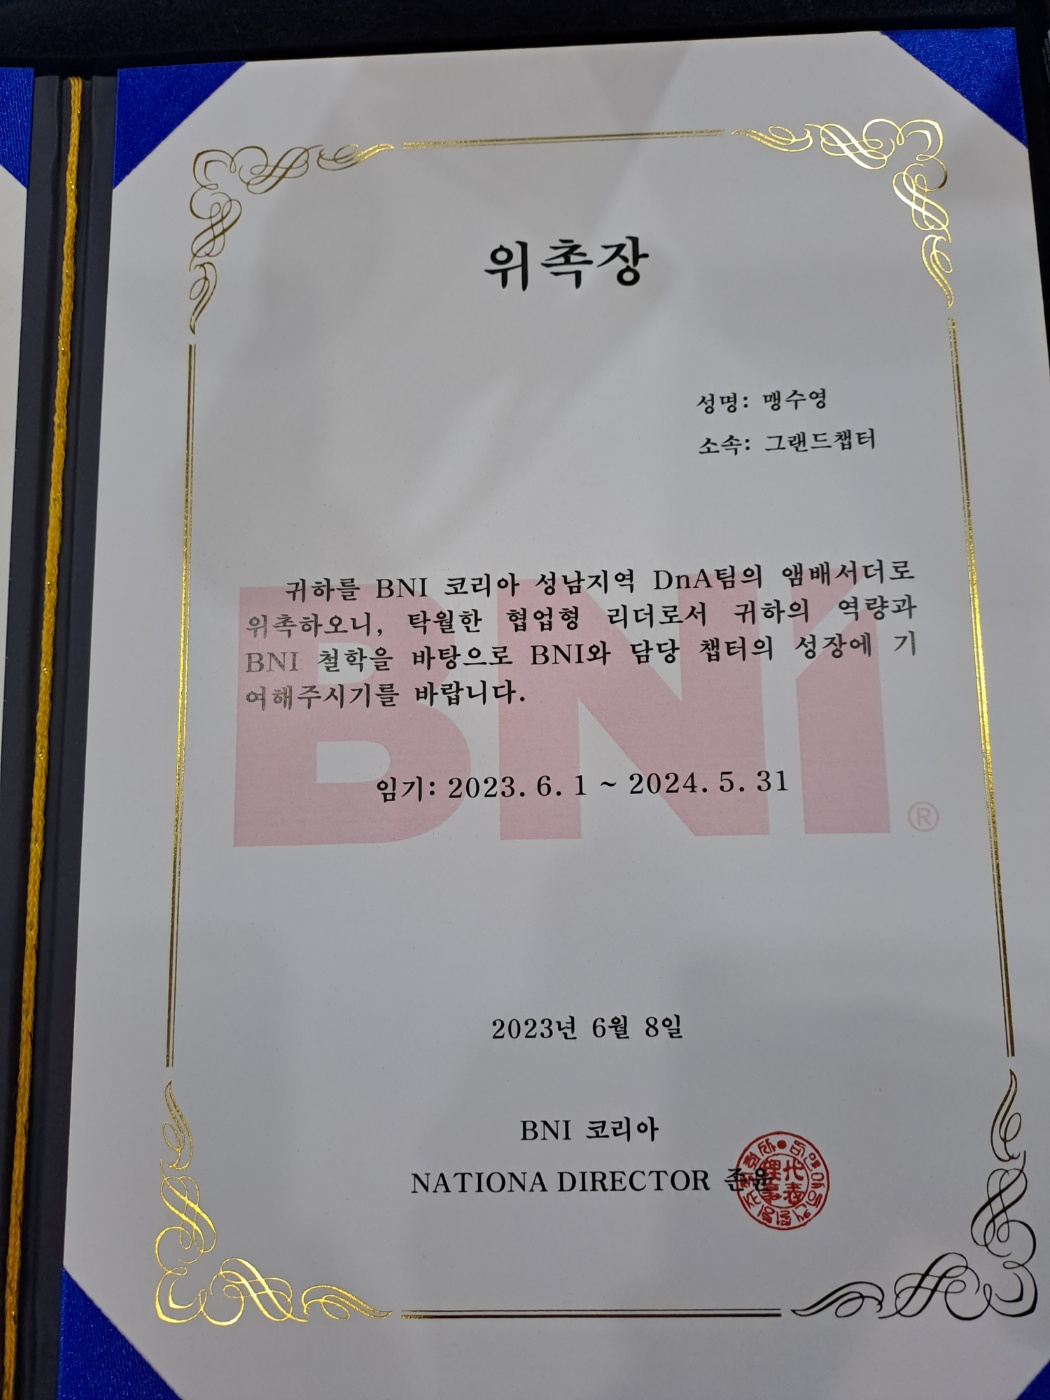 위촉장
성명: 맹수영
소속: 그랜드챕터
귀하를 BNI 코리아 성남지역 DnA팀의 앰배서더로
위촉하오니, 탁월한 협업형 리더로서 귀하의 역량과
BNI 철학을 바탕으로 BNI와 담당 챕터의 성장에 기
여해주시기를 바랍니다.
BNI®
임기: 2023. 6. 1 ~ 2024. 5. 31
2023년 6월 8일
BNI 코리아
NATIONA DIRECTOR 존윤